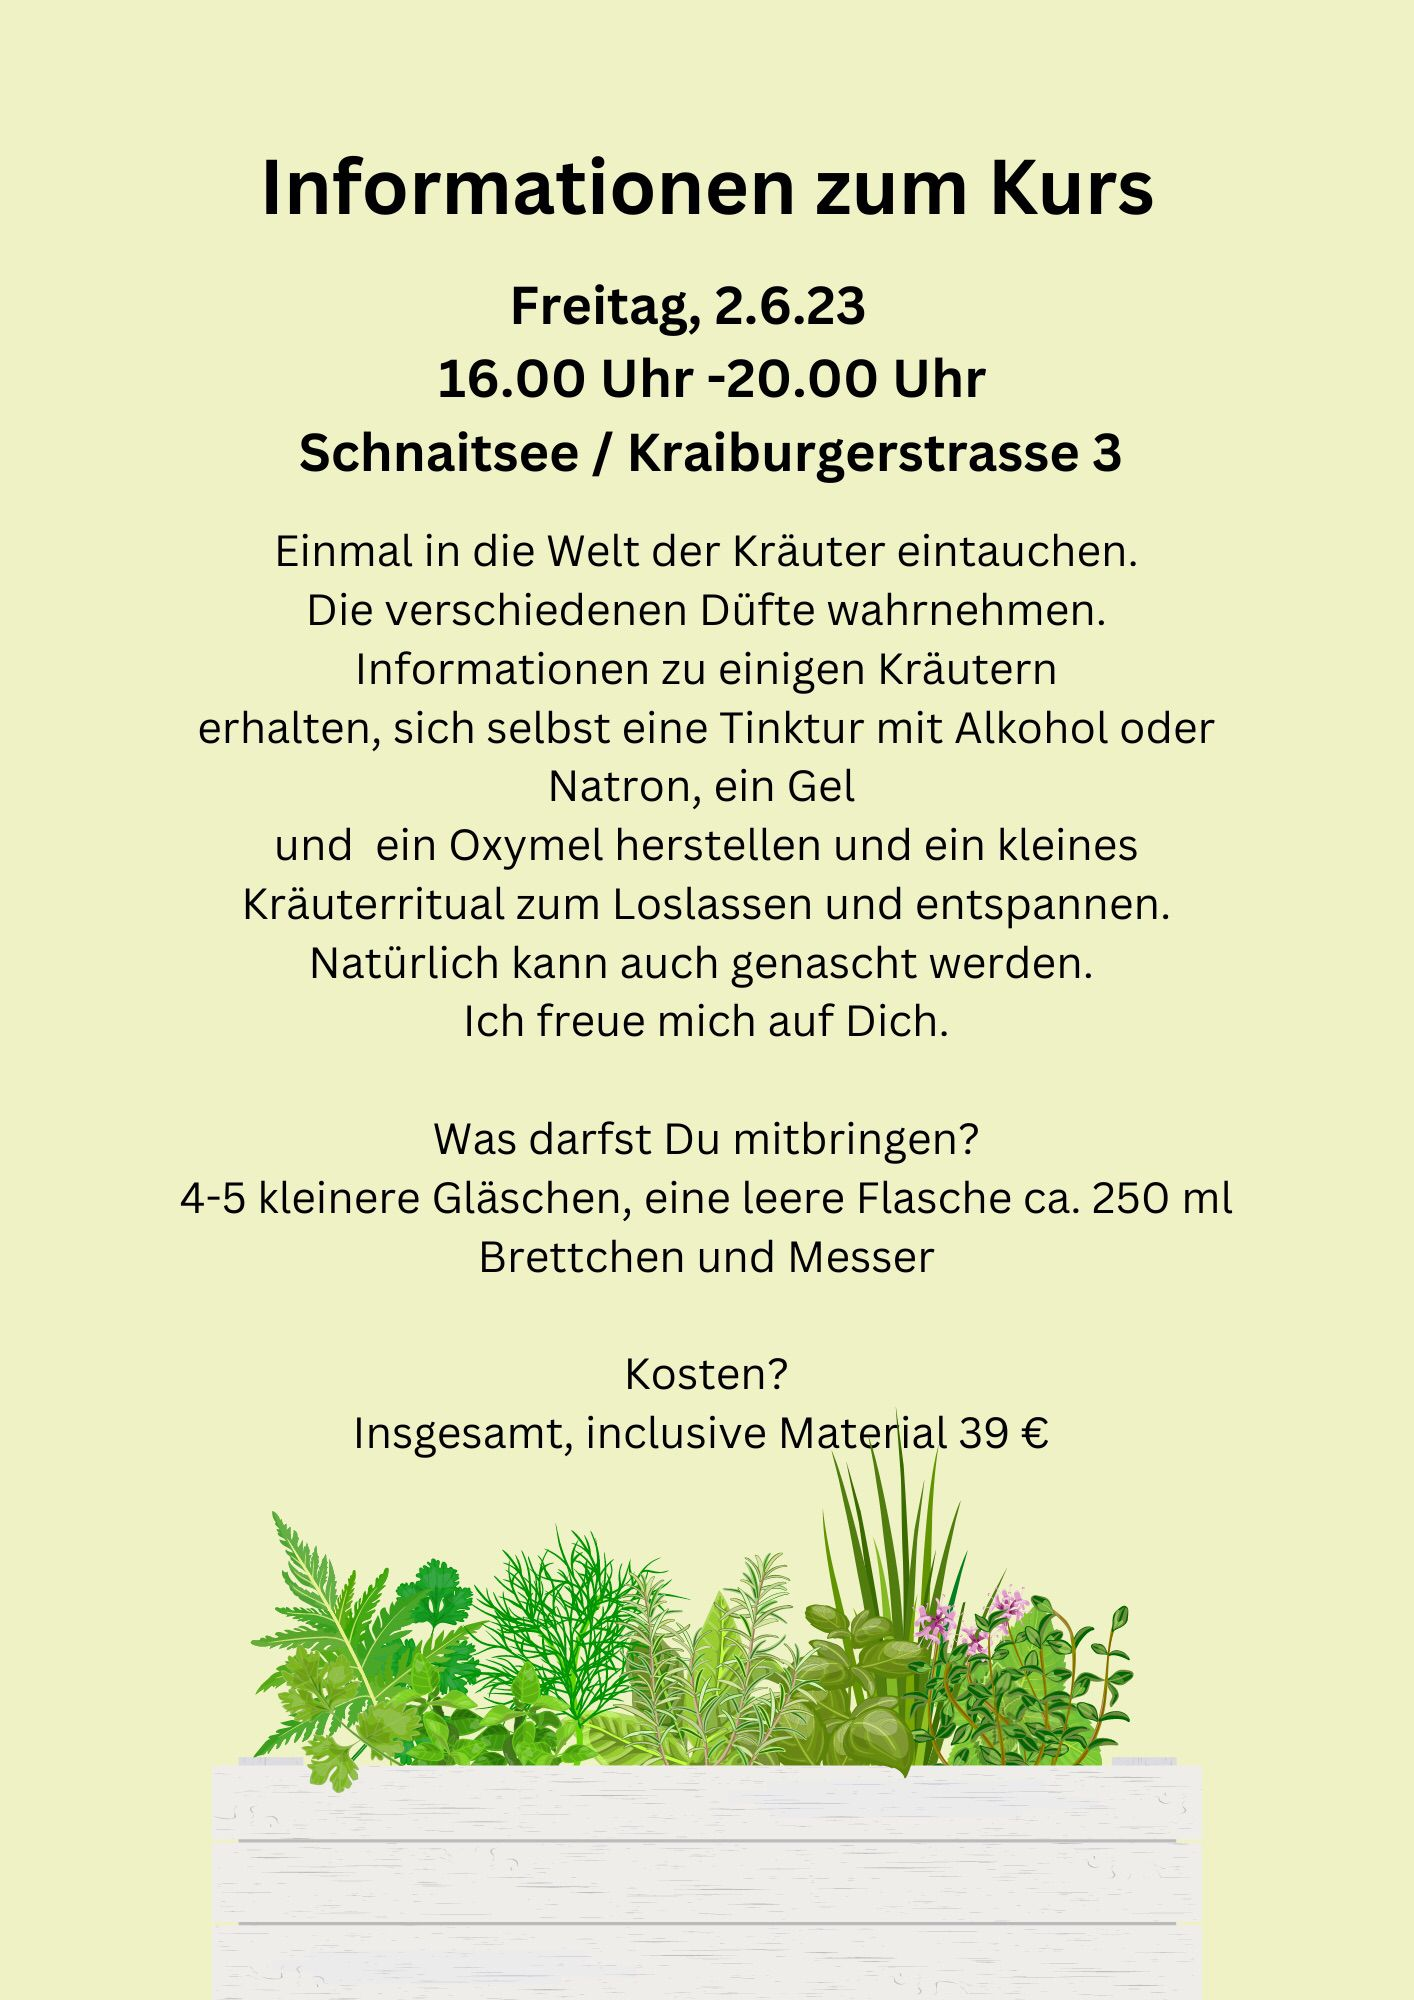 Informationen zum Kurs
Freitag, 2.6.23
16.00 Uhr -20.00 Uhr
Schnaitsee / Kraiburgerstrasse 3
Einmal in die Welt der Kräuter eintauchen.
Die verschiedenen Düfte wahrnehmen.
Informationen zu einigen Kräutern
erhalten, sich selbst eine Tinktur mit Alkohol oder
Natron, ein Gel
und  ein Oxymel herstellen und ein kleines
Kräuterritual zum Loslassen und entspannen.
Natürlich kann auch genascht werden.
Ich freue mich auf Dich.
Was darfst Du mitbringen?
4-5 kleinere Gläschen, eine leere Flasche ca. 250 ml
Brettchen und Messer
Kosten?
Insgesamt, inclusive Material 39 €